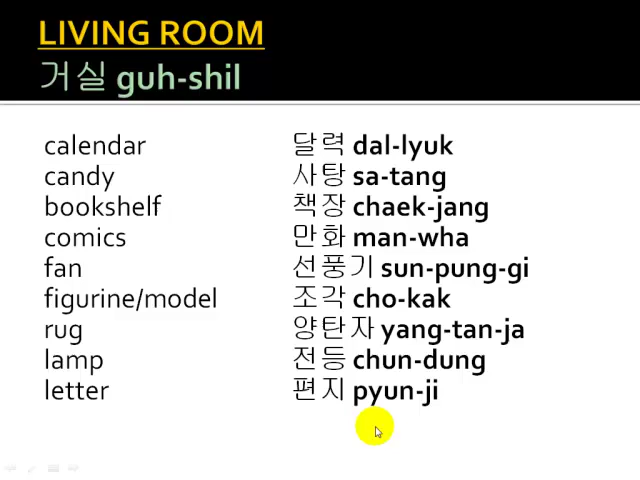 LIVING ROOM
거실 guh-shil
calendar 달력 dal-lyuk
candy 사탕 sa-tang
bookshelf 책장 chaek-jang
comics 만화 man-wha
fan 선풍기 sun-pung-gi
figurine/model 조각 cho-kak
rug 양탄자 yang-tan-ja
lamp 전등 chun-dung
letter 편지 pyun-ji